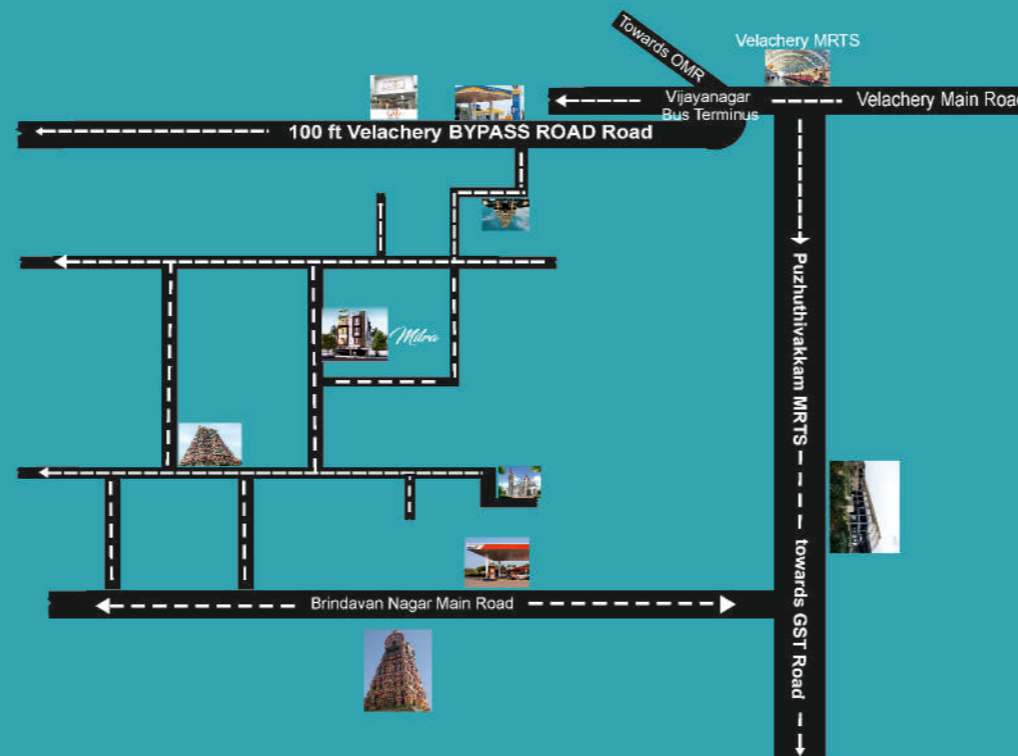 Towards OMR
Velachery MRTS
Vijayanagar
Bus Terminus
Velachery Main Road
100 ft Velachery BYPASS ROAD Road
Mitra
Puzhuthivakkam MRTS
towards GST Road
Brindavan Nagar Main Road